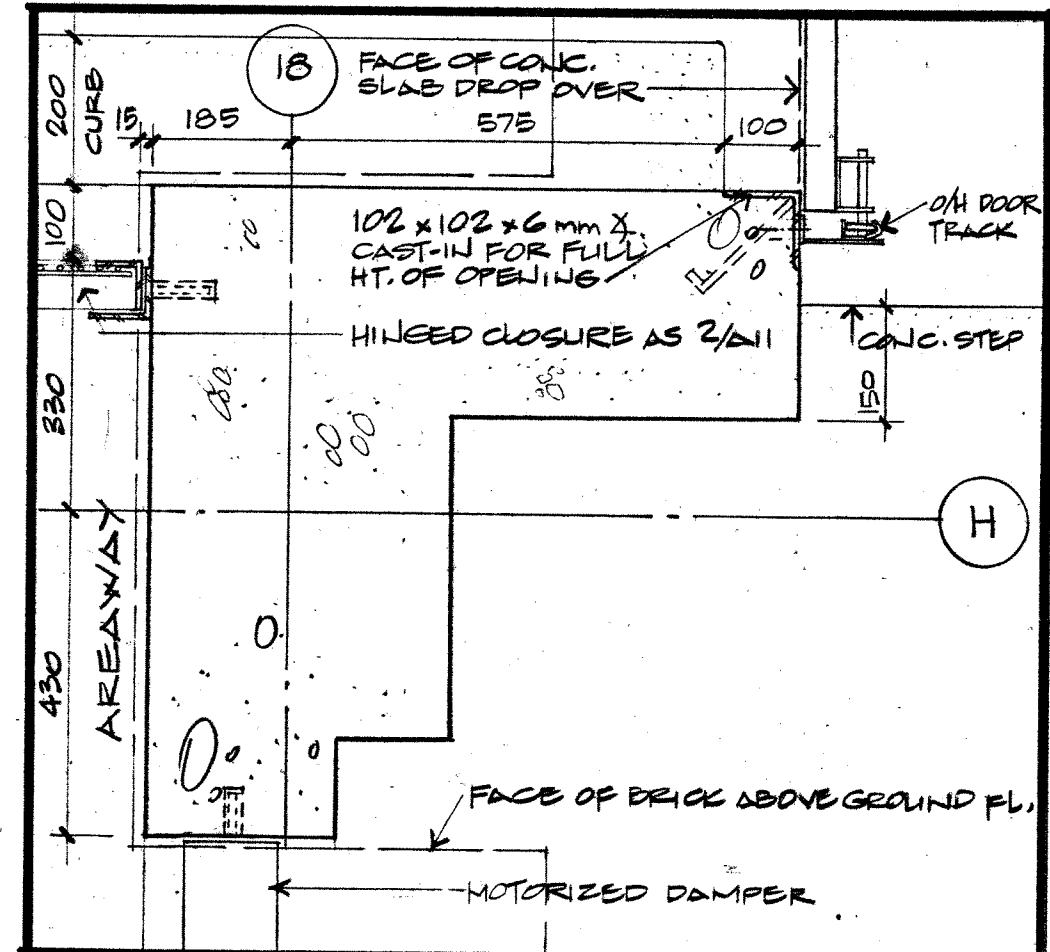 18
FACE OF CONC.
SLAB DROP OVER
200
CURB
15
185
575
100
100
102 x 102 x 6 mm ∡
CAST-IN FOR FULL
HT. OF OPENING
O/H DOOR
TRACK
HINGED CLOSURE AS 2/A11
CONC. STEP
150
330
H
AREAWAY
430
FACE OF BRICK ABOVE GROUND FL.
MOTORIZED DAMPER